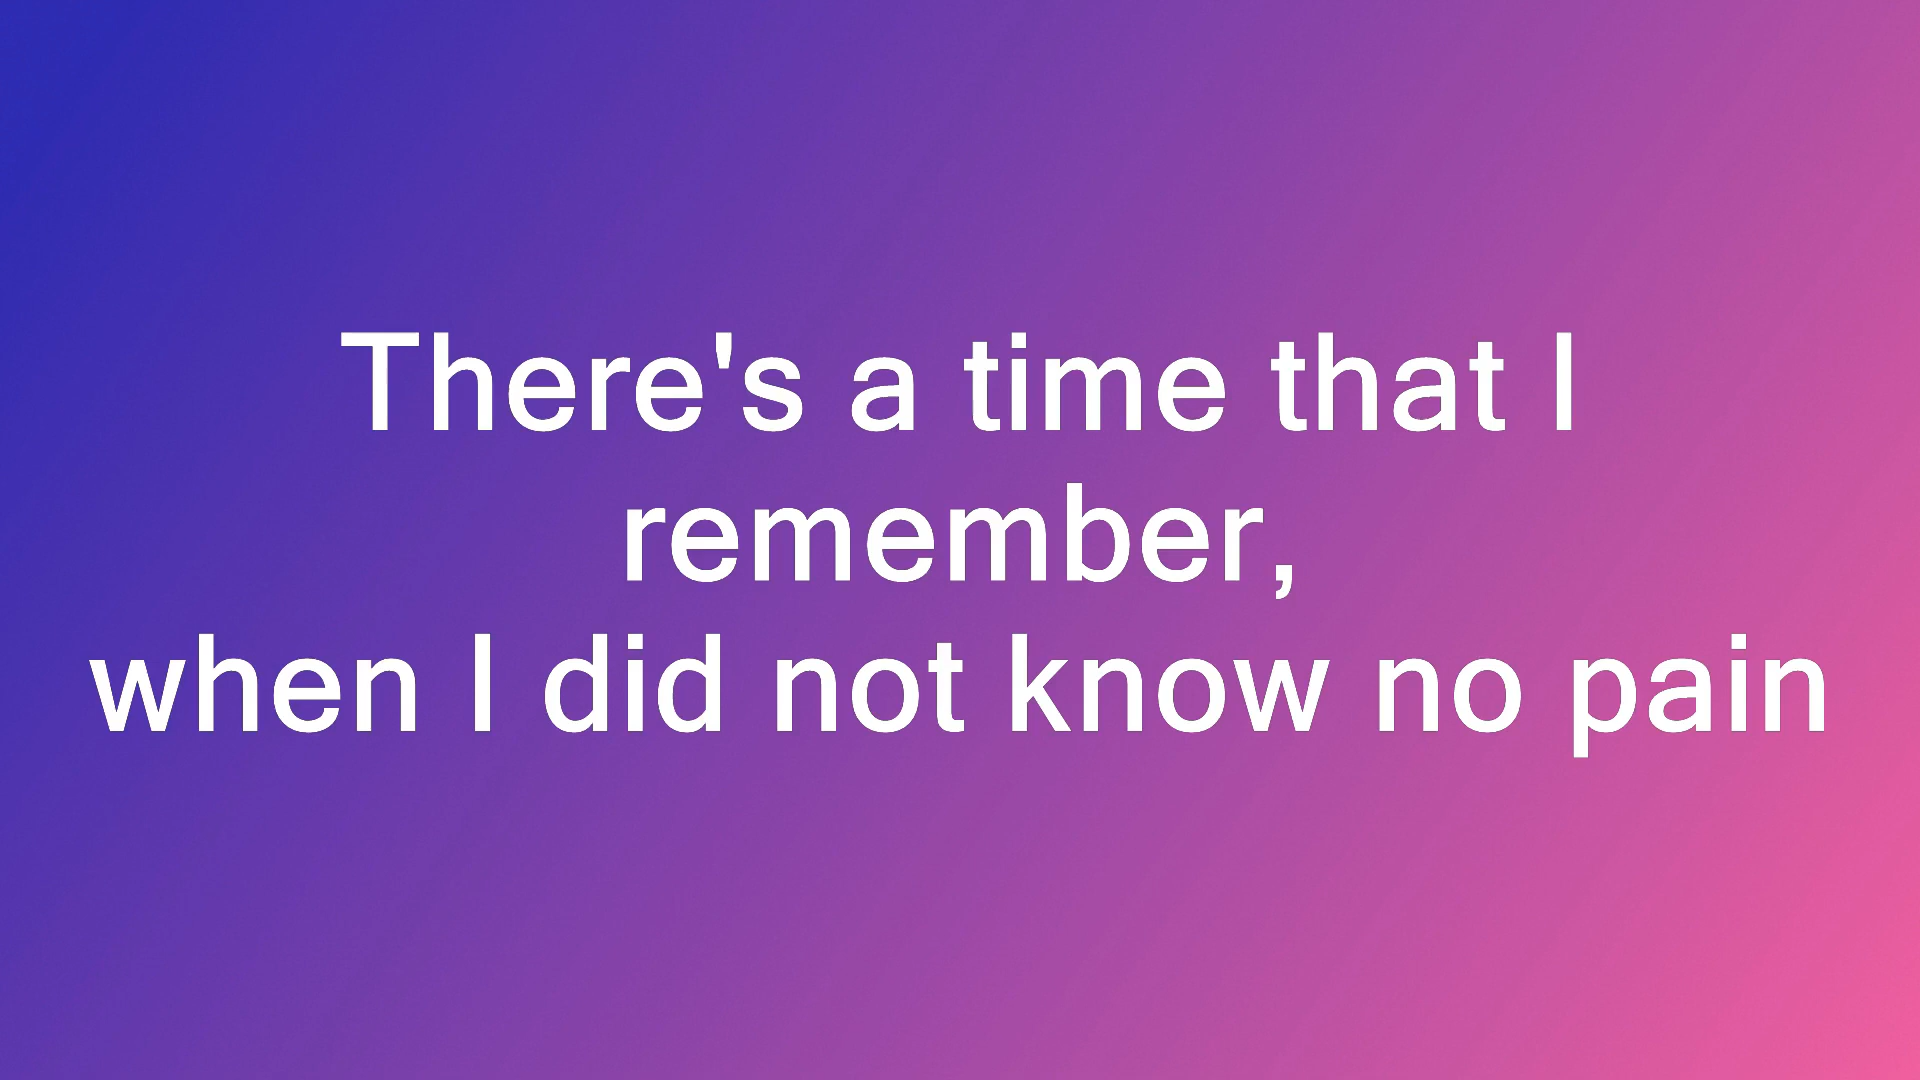 There's a time that I
remember,
when I did not know no pain